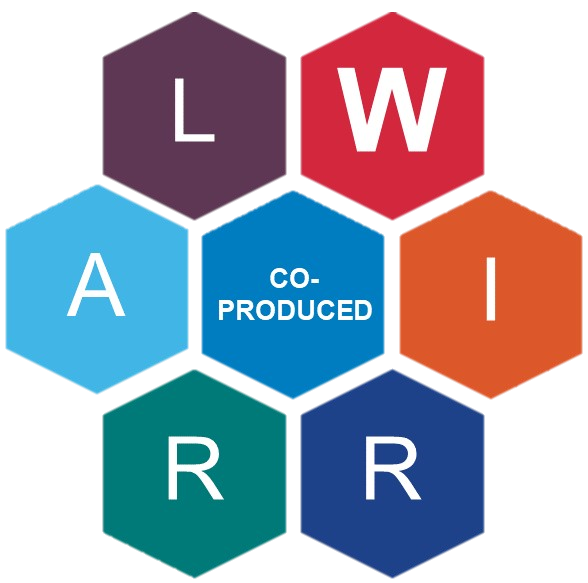 L W
A CO-
PRODUCED I
R R